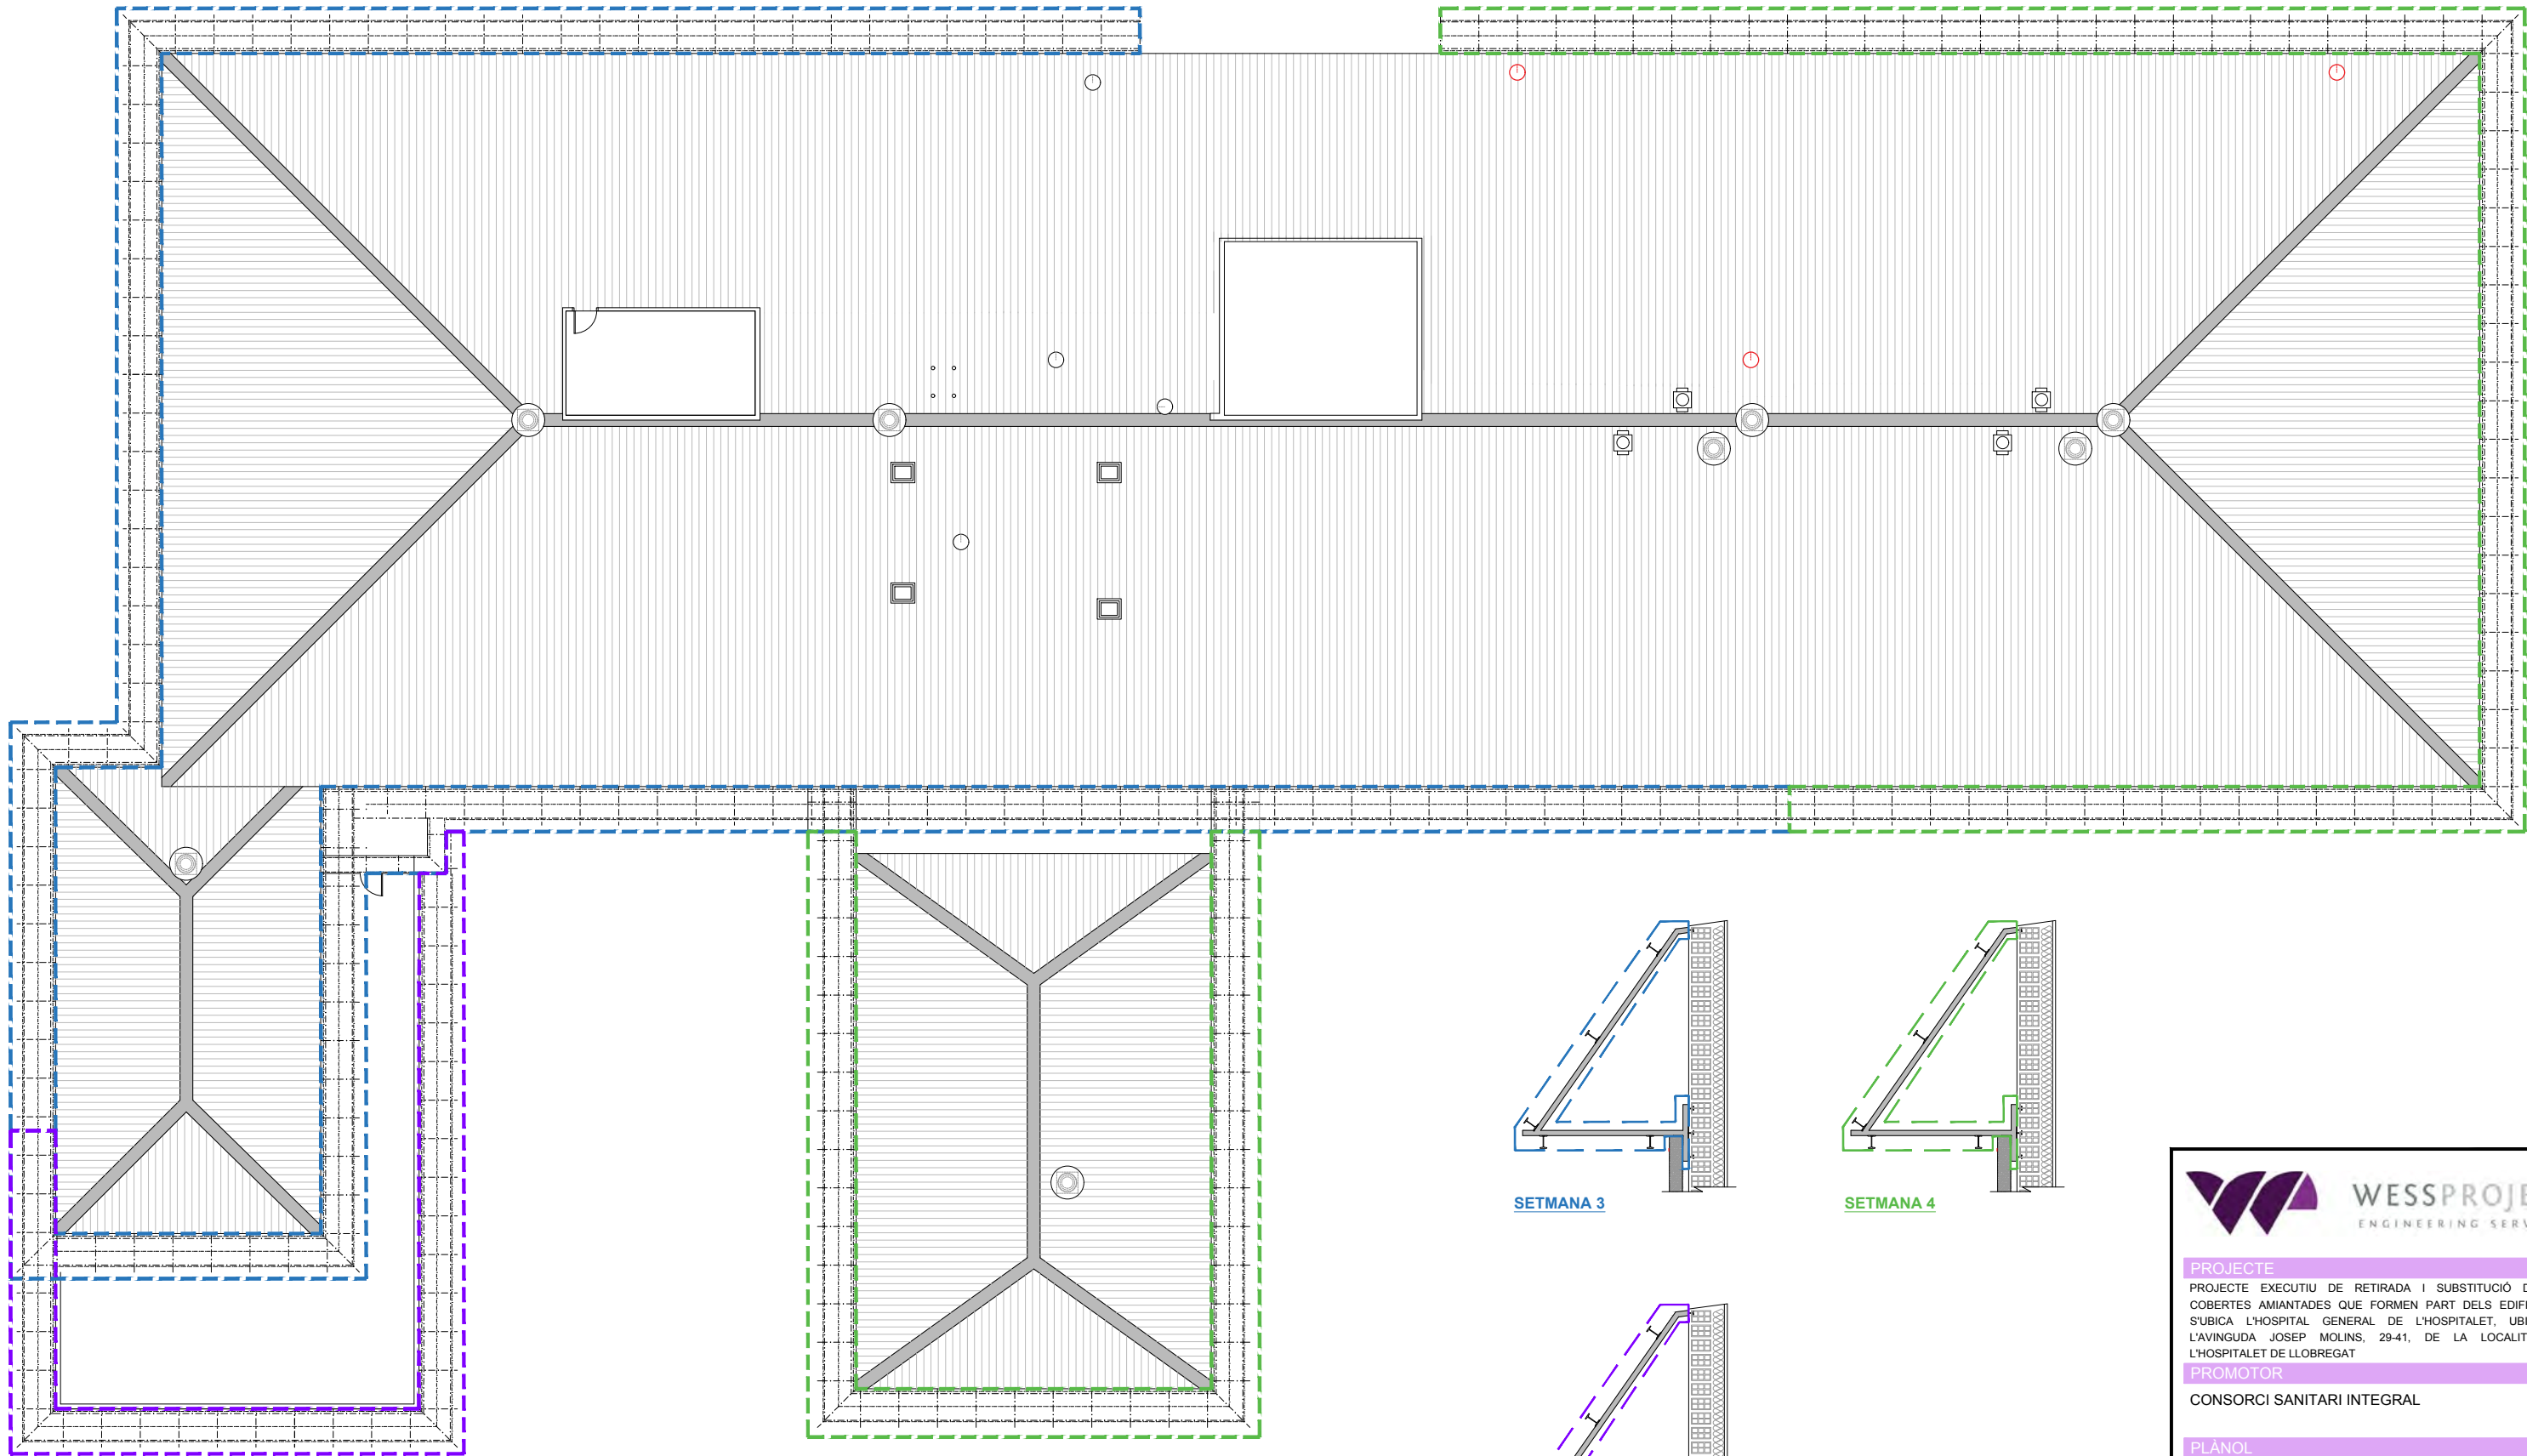 SETMANA 3
SETMANA 4
WESSPROJE
ENGINEERING SERV
PROJECTE
PROJECTE EXECUTIU DE RETIRADA I SUBSTITUCIÓ D
COBERTES AMIANTADES QUE FORMEN PART DELS EDIFI
S'UBICA L'HOSPITAL GENERAL DE L'HOSPITALET, UBI
L'AVINGUDA JOSEP MOLINS, 29-41, DE LA LOCALIT
L'HOSPITALET DE LLOBREGAT
PROMOTOR
CONSORCI SANITARI INTEGRAL
PLÀNOL